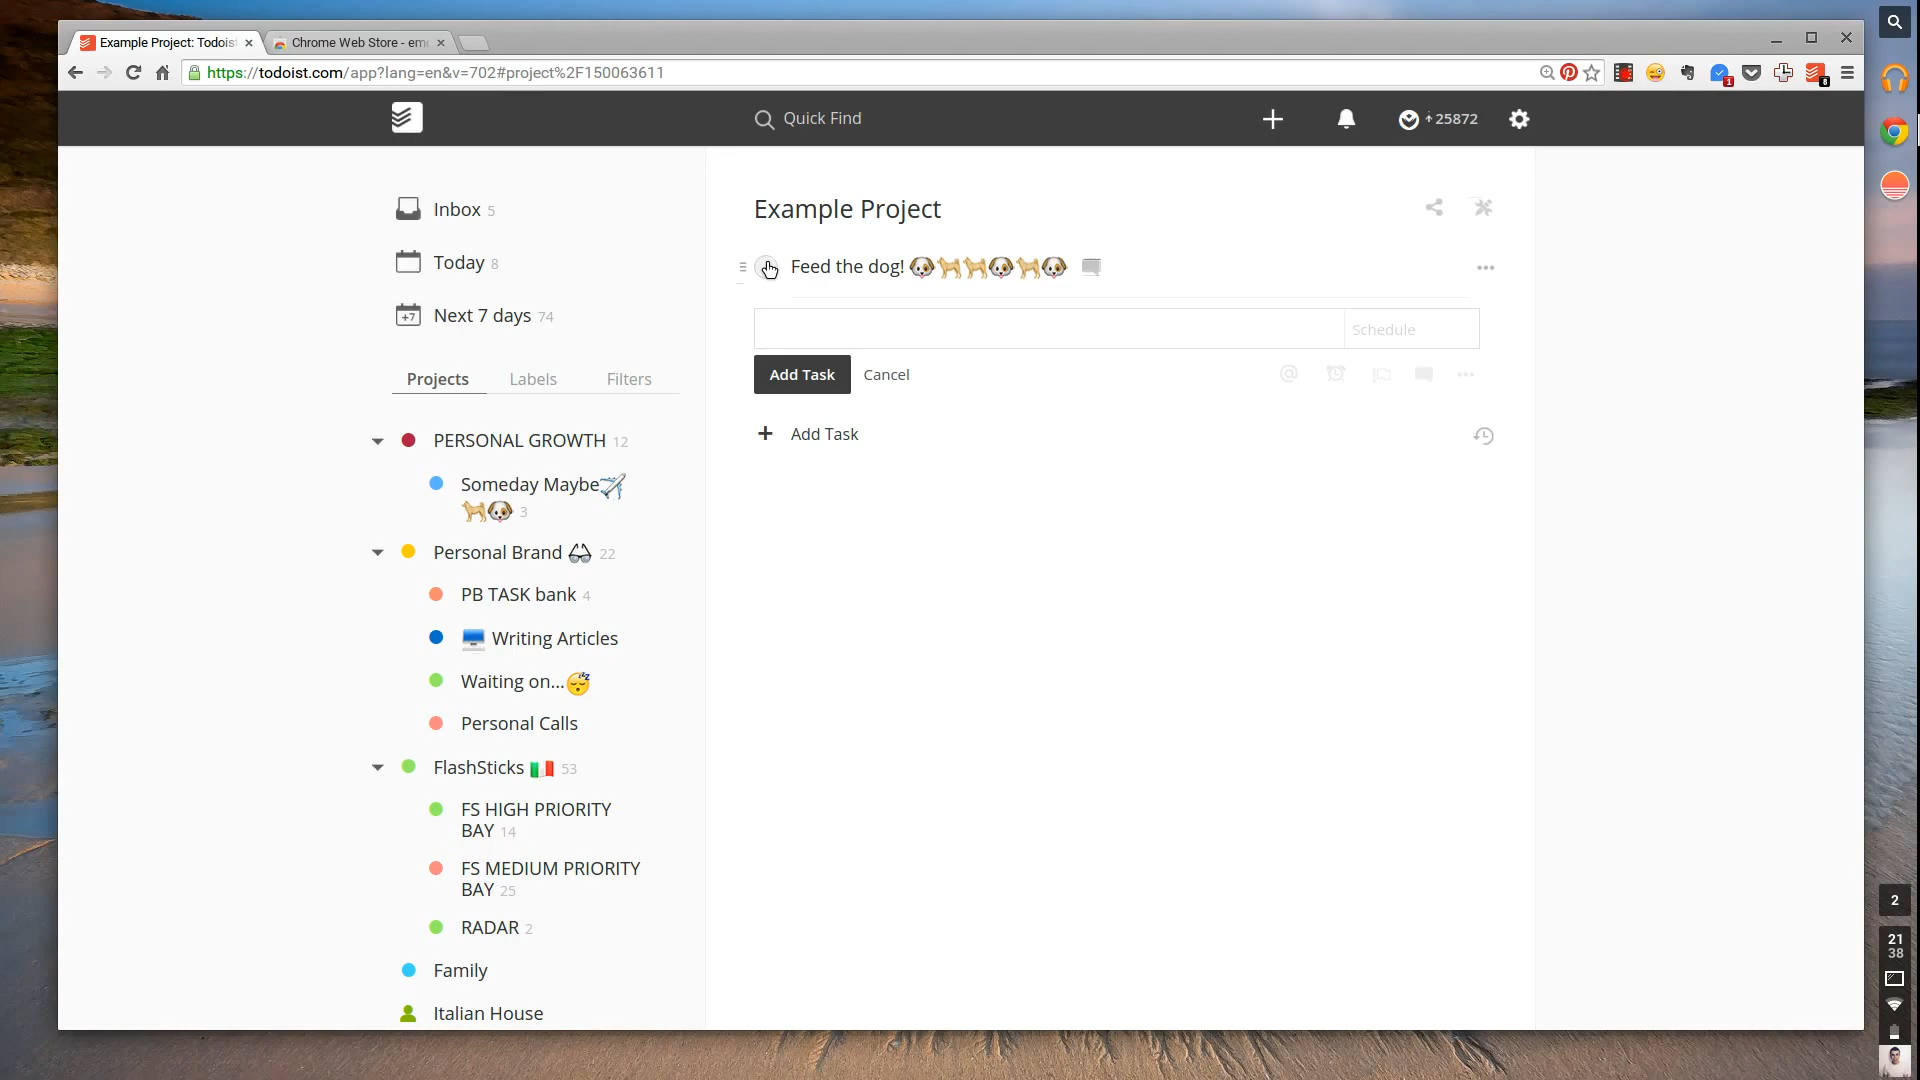 Example Project: Todois
Chrome Web Store - em
https://todoist.com/app?lang=en&v=702#project%2F150063611
1
8
Quick Find
25872
Inbox 5
Today 8
+7 Next 7 days 74
Projects Labels Filters
PERSONAL GROWTH 12
Someday Maybe✈️
🐕🐶 3
Personal Brand 👓 22
PB TASK bank 4
🖥️ Writing Articles
Waiting on...😴
Personal Calls
FlashSticks 🇮🇹 53
FS HIGH PRIORITY
BAY 14
FS MEDIUM PRIORITY
BAY 25
RADAR 2
Family
Italian House
Example Project
Feed the dog! 🐶🐕🐕🐶🐕🐶
Schedule
Add Task Cancel
@
+ Add Task
2
21
38